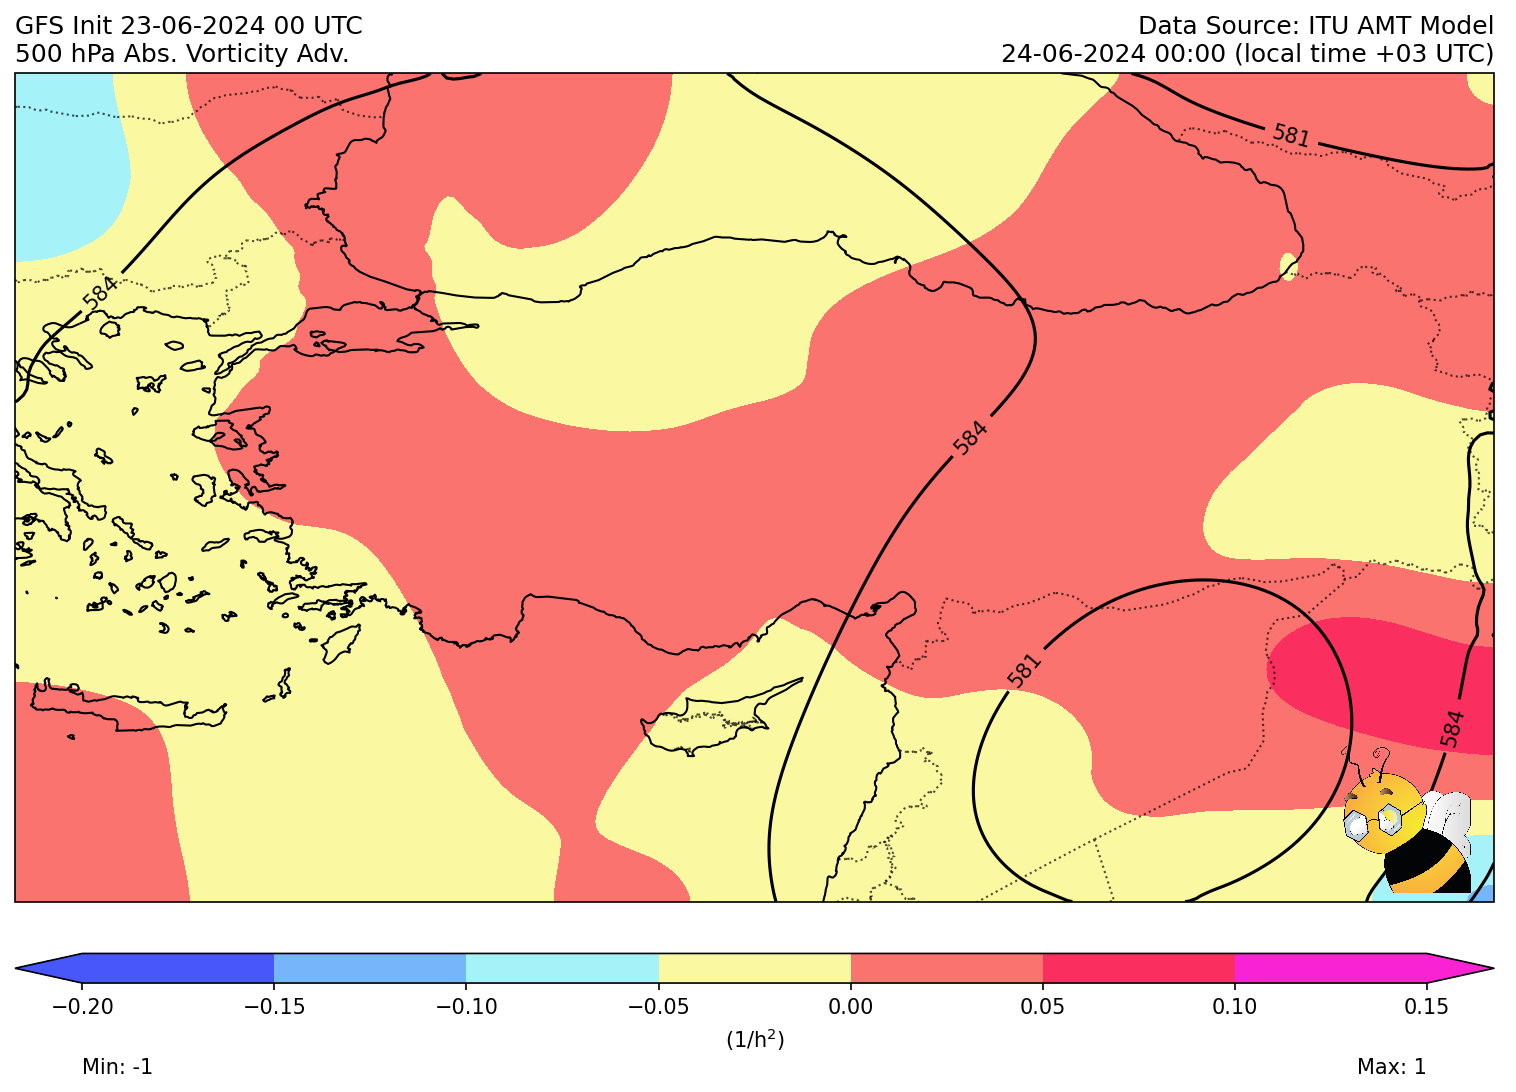 GFS Init 23-06-2024 00 UTC
Data Source: ITU AMT Model
500 hPa Abs. Vorticity Adv.
24-06-2024 00:00 (local time +03 UTC)
581
584
584
581
584
−0.20
−0.15
−0.10
−0.05
0.00
0.05
0.10
0.15
(1/h²)
Min: -1
Max: 1